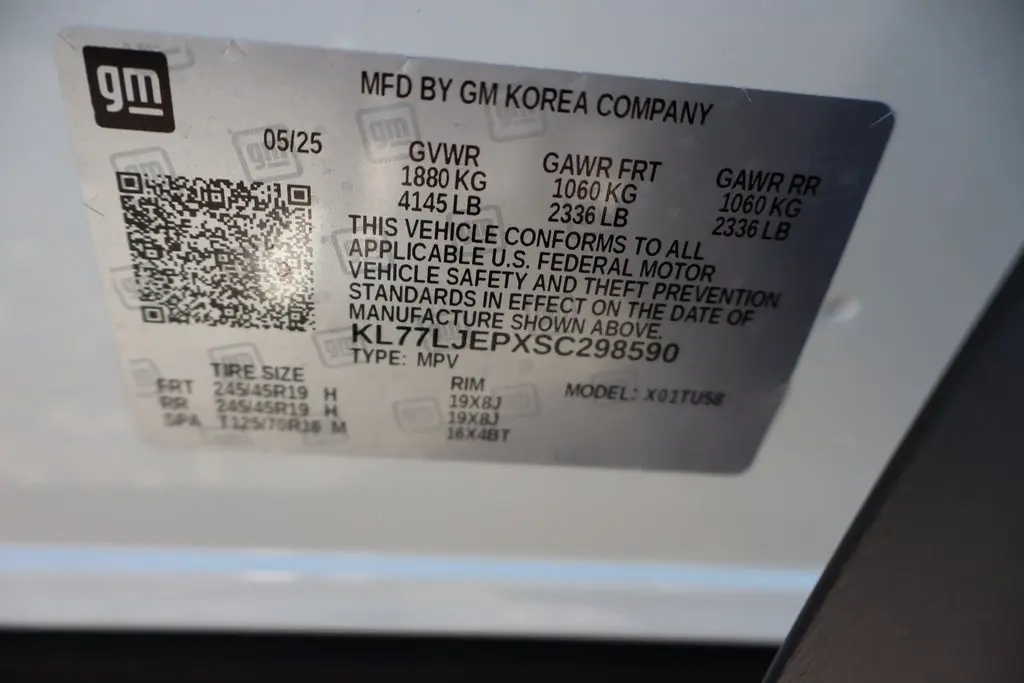 gm
MFD BY GM KOREA COMPANY
05/25
GVWR GAWR FRT GAWR RR
1880 KG 1060 KG 1060 KG
4145 LB 2336 LB 2336 LB
THIS VEHICLE CONFORMS TO ALL
APPLICABLE U.S. FEDERAL MOTOR
VEHICLE SAFETY AND THEFT PREVENTION
STANDARDS IN EFFECT ON THE DATE OF
MANUFACTURE SHOWN ABOVE.
KL77LJEPXSC298590
TYPE: MPV
TIRE SIZE RIM MODEL: X01TU58
FRT 245/45R19 H 19X8J
RR 245/45R19 H 19X8J
SPA T125/70R16 M 16X4BT